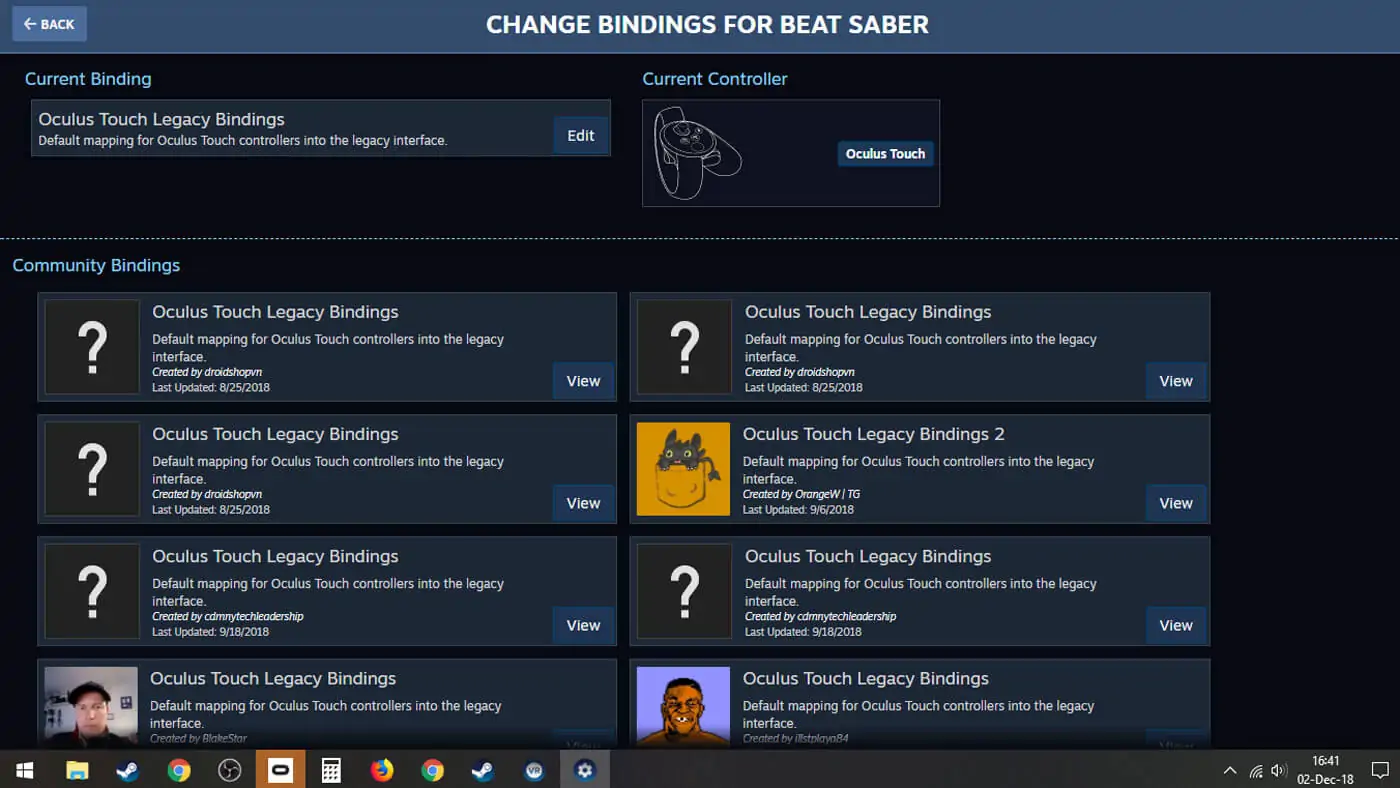 ← BACK
CHANGE BINDINGS FOR BEAT SABER
Current Binding
Oculus Touch Legacy Bindings
Default mapping for Oculus Touch controllers into the legacy interface.
Edit
Current Controller
Oculus Touch
Community Bindings
?
Oculus Touch Legacy Bindings
Default mapping for Oculus Touch controllers into the legacy
interface.
Created by droidshopvn
Last Updated: 8/25/2018
View
?
Oculus Touch Legacy Bindings
Default mapping for Oculus Touch controllers into the legacy
interface.
Created by droidshopvn
Last Updated: 8/25/2018
View
?
Oculus Touch Legacy Bindings
Default mapping for Oculus Touch controllers into the legacy
interface.
Created by droidshopvn
Last Updated: 8/25/2018
View
Oculus Touch Legacy Bindings 2
Default mapping for Oculus Touch controllers into the legacy
interface.
Created by OrangeW | TG
Last Updated: 9/6/2018
View
?
Oculus Touch Legacy Bindings
Default mapping for Oculus Touch controllers into the legacy
interface.
Created by cdmnytechleadership
Last Updated: 9/18/2018
View
?
Oculus Touch Legacy Bindings
Default mapping for Oculus Touch controllers into the legacy
interface.
Created by cdmnytechleadership
Last Updated: 9/18/2018
View
Oculus Touch Legacy Bindings
Default mapping for Oculus Touch controllers into the legacy
interface.
Created by BlakeStar
View
Oculus Touch Legacy Bindings
Default mapping for Oculus Touch controllers into the legacy
interface.
Created by illstplaya84
View
VR
16:41
02-Dec-18